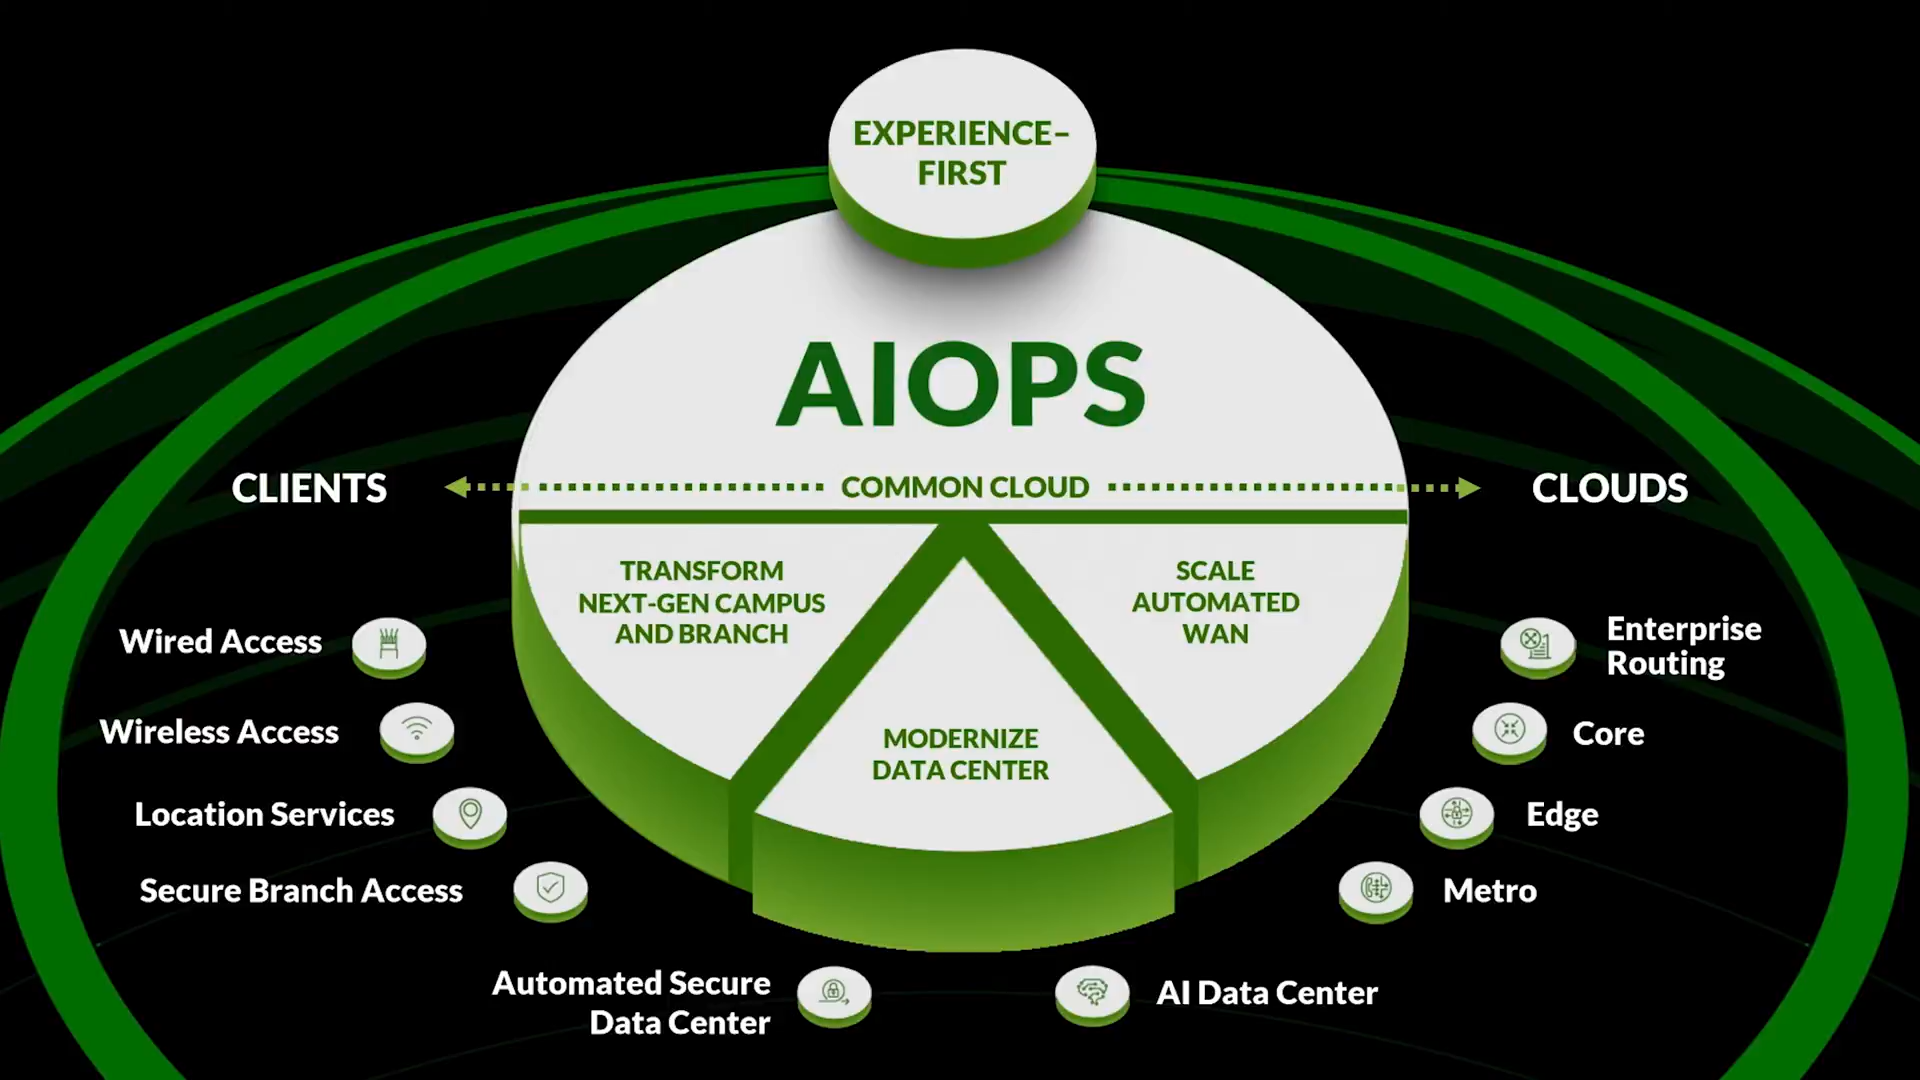 EXPERIENCE–
FIRST
AIOPS
CLIENTS
COMMON CLOUD
CLOUDS
TRANSFORM
NEXT-GEN CAMPUS
AND BRANCH
SCALE
AUTOMATED
WAN
MODERNIZE
DATA CENTER
Wired Access
Wireless Access
Location Services
Secure Branch Access
Automated Secure
Data Center
AI Data Center
Enterprise
Routing
Core
Edge
Metro